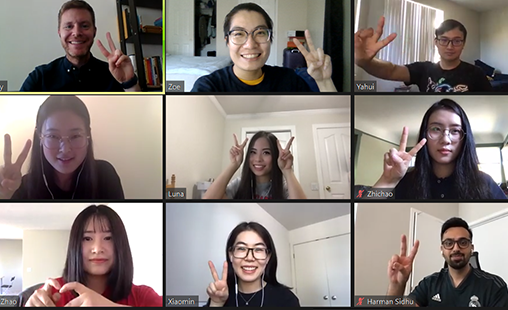 y
Zoe
Yahui
Luna
Zhichao
Zhao
Xiaomin
Harman Sidhu